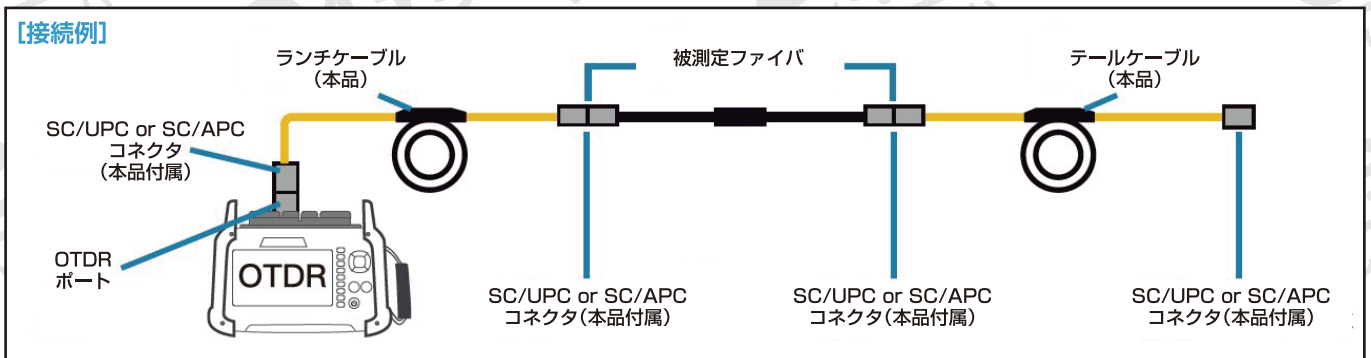 [接続例]
ランチケーブル
(本品)
被測定ファイバ
テールケーブル
(本品)
SC/UPC or SC/APC
コネクタ
(本品付属)
OTDR
ポート
OTDR
SC/UPC or SC/APC
コネクタ(本品付属)
SC/UPC or SC/APC
コネクタ(本品付属)
SC/UPC or SC/APC
コネクタ(本品付属)